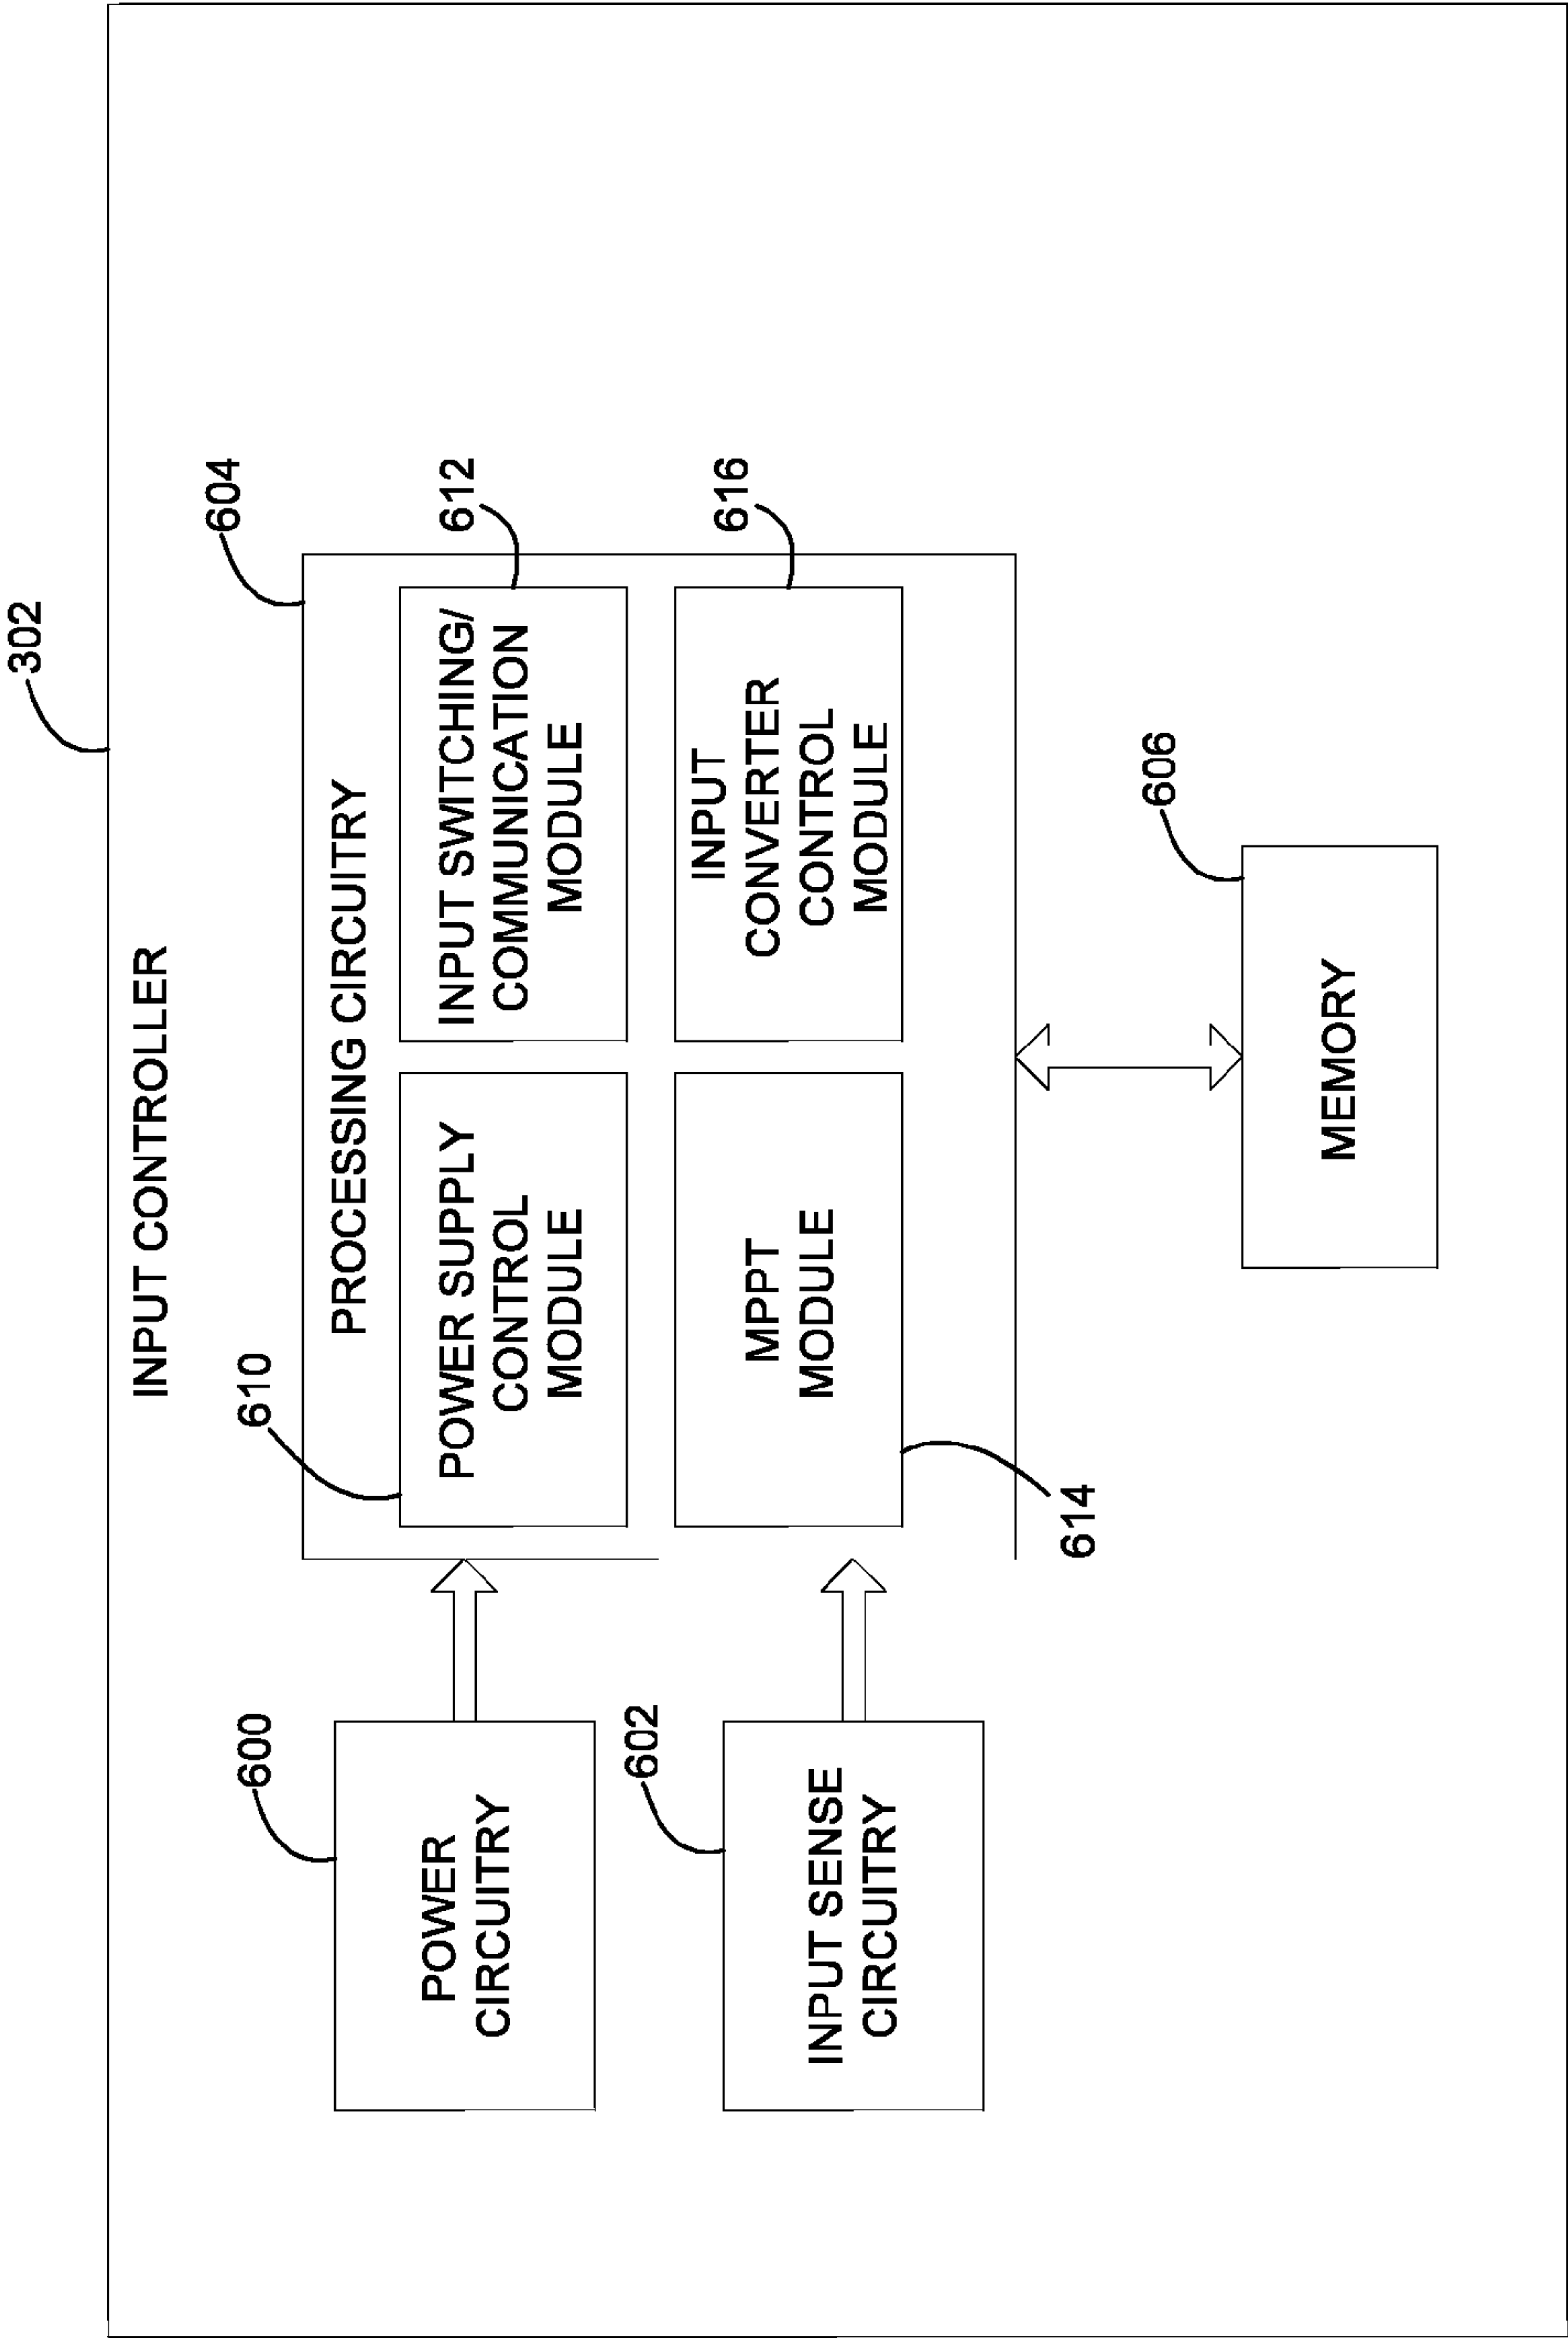 302
INPUT CONTROLLER
604
PROCESSING CIRCUITRY
610
POWER SUPPLY
CONTROL
MODULE
612
INPUT SWITCHING/
COMMUNICATION
MODULE
600
POWER
CIRCUITRY
602
INPUT SENSE
CIRCUITRY
MPPT
MODULE
614
INPUT
CONVERTER
CONTROL
MODULE
616
606
MEMORY